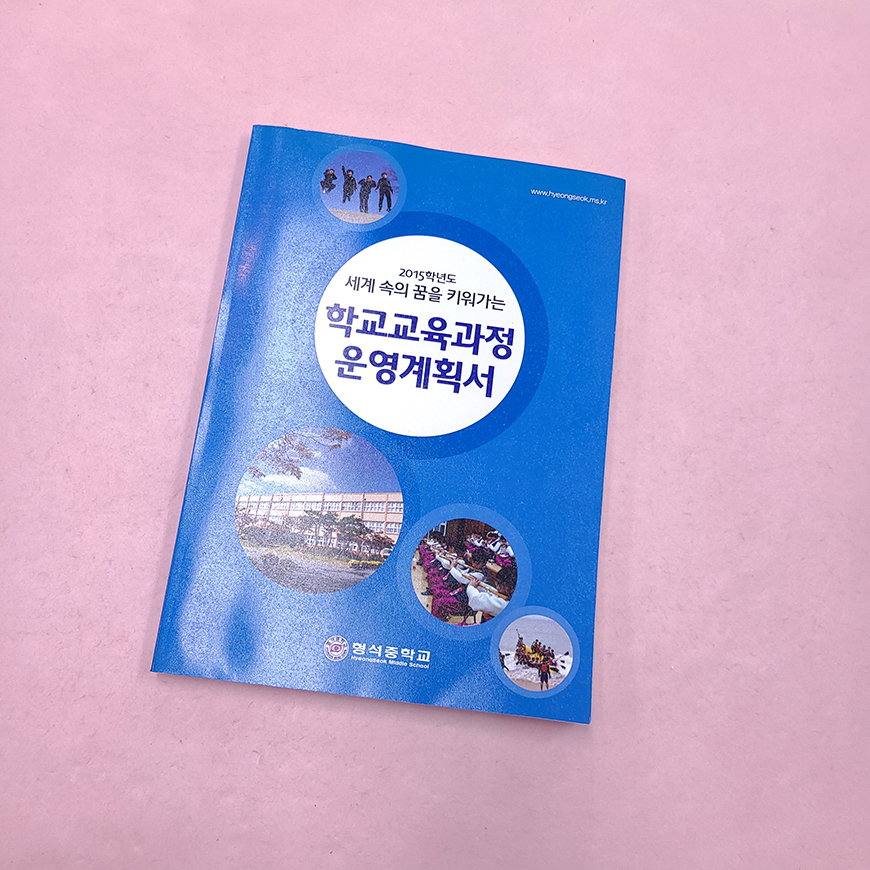 www.hyeongseok.ms.kr
2015학년도
세계 속의 꿈을 키워가는
학교교육과정
운영계획서
형석중학교
HyeongSeok Middle School